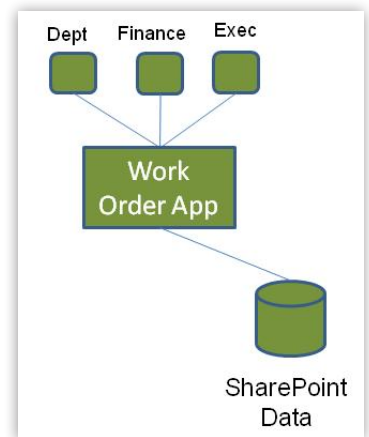 Dept Finance Exec
Work
Order App
SharePoint
Data